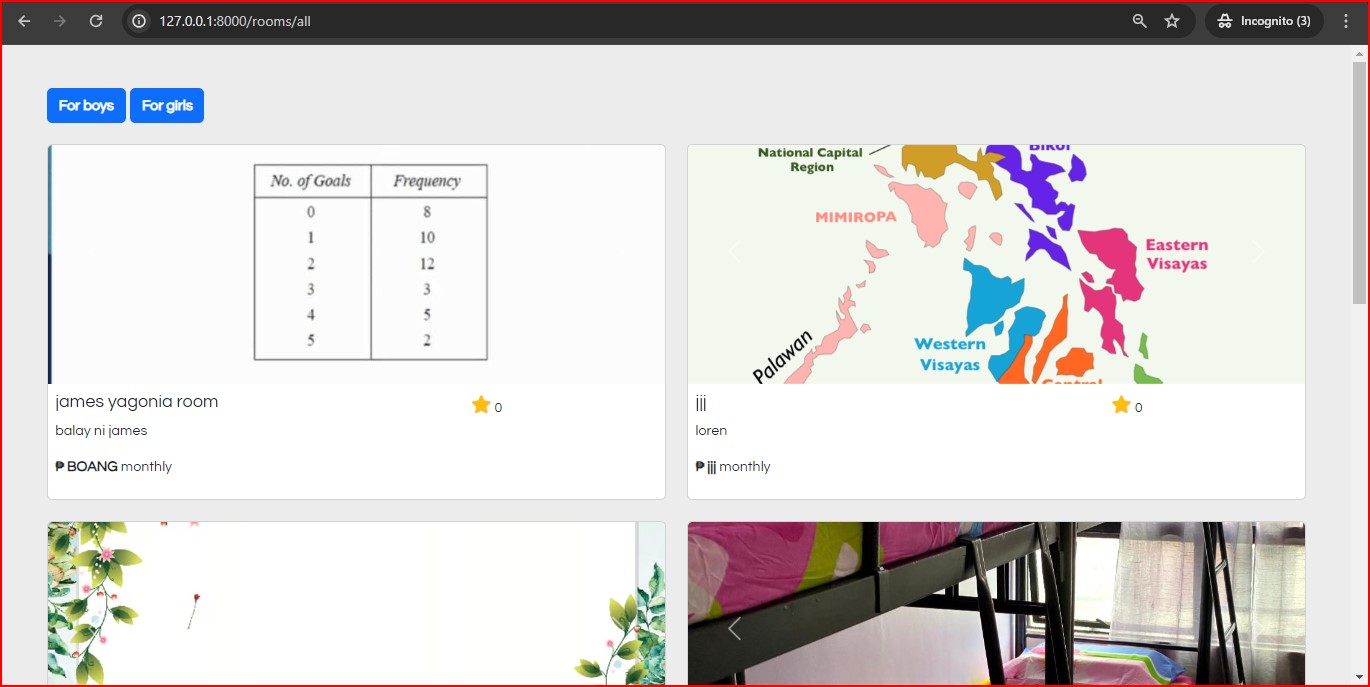 127.0.0.1:8000/rooms/all
Incognito (3)
For boys
For girls
No. of Goals Frequency
0 8
1 10
2 12
3 3
4 5
5 2
National Capital
Region
Bikol
MIMIROPA
Eastern
Visayas
Western
Visayas
Palawan
Central
james yagonia room
0
balay ni james
₱ BOANG monthly
jjj
0
loren
₱ jjj monthly